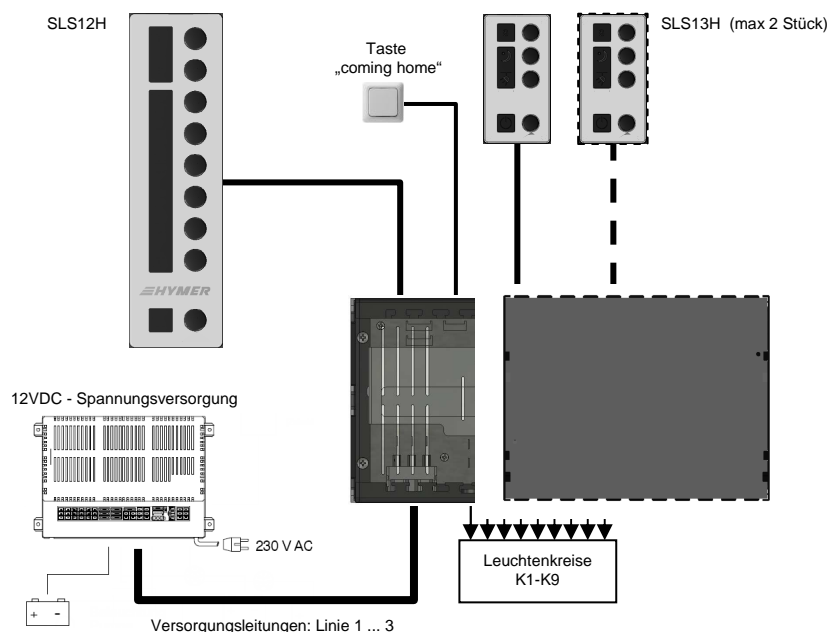 SLS12H
Taste
„coming home“
SLS13H (max 2 Stück)
HYMER
12VDC - Spannungsversorgung
230 V AC
Leuchtenkreise
K1-K9
+ -
Versorgungsleitungen: Linie 1 ... 3